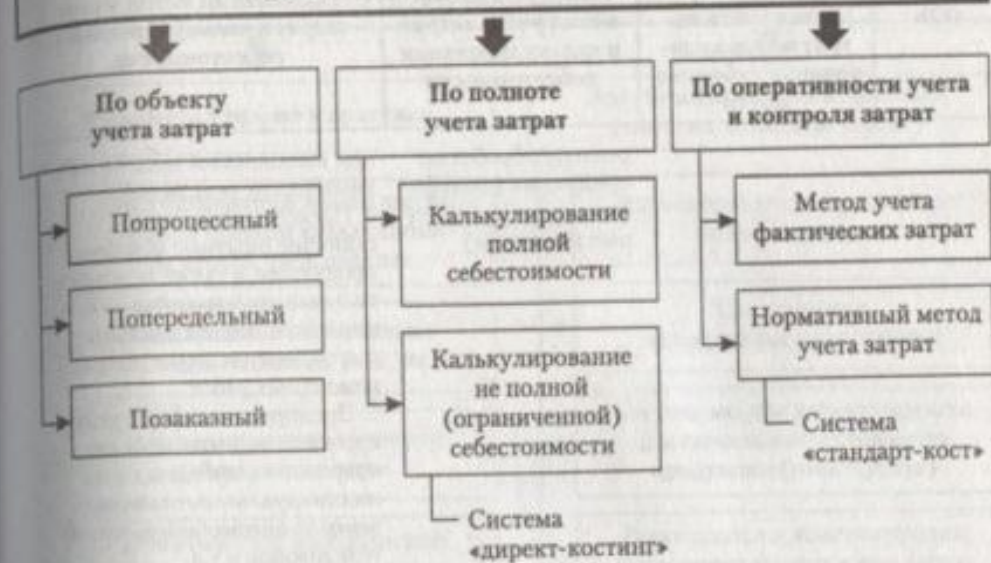 По объекту
учета затрат
Попроцессный
Попередельный
Позаказный
По полноте
учета затрат
Калькулирование
полной
себестоимости
Калькулирование
не полной
(ограниченной)
себестоимости
Система
«директ-костинг»
По оперативности учета
и контроля затрат
Метод учета
фактических затрат
Нормативный метод
учета затрат
Система
«стандарт-кост»